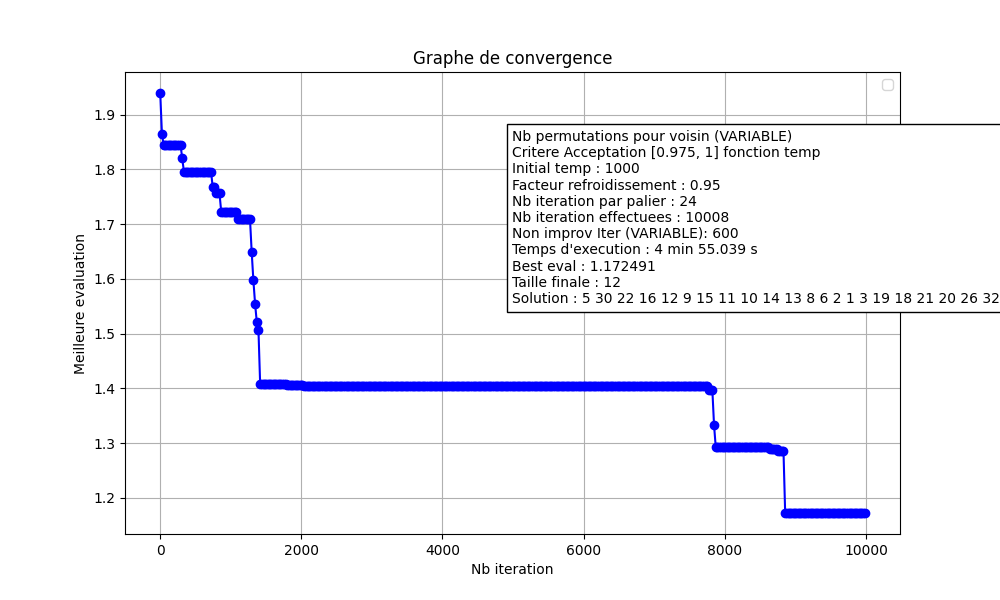 Graphe de convergence
Nb permutations pour voisin (VARIABLE)
Critere Acceptation [0.975, 1] fonction temp
Initial temp : 1000
Facteur refroidissement : 0.95
Nb iteration par palier : 24
Nb iteration effectuees : 10008
Non improv Iter (VARIABLE): 600
Temps d'execution : 4 min 55.039 s
Best eval : 1.172491
Taille finale : 12
Solution : 5 30 22 16 12 9 15 11 10 14 13 8 6 2 1 3 19 18 21 20 26 32
Meilleure evaluation
1.9
1.8
1.7
1.6
1.5
1.4
1.3
1.2
0 2000 4000 6000 8000 10000
Nb iteration